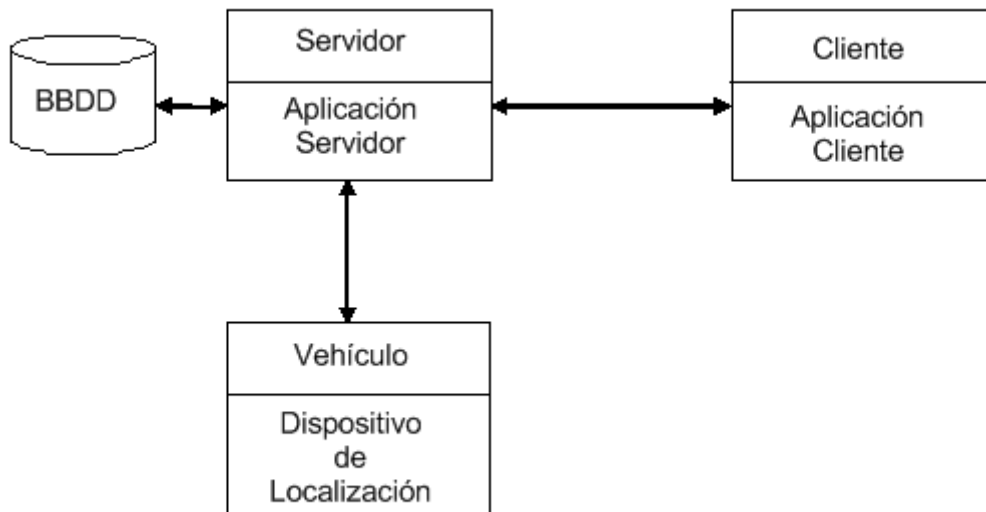 BBDD
Servidor
Aplicación
Servidor
Cliente
Aplicación
Cliente
Vehículo
Dispositivo
de
Localización